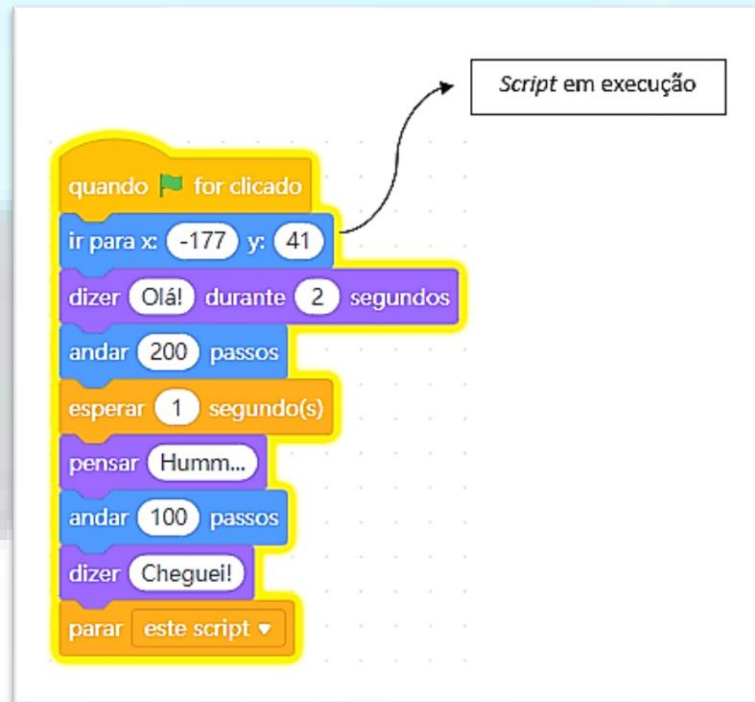 Script em execução
quando for clicado
ir para x: -177 y: 41
dizer Olá! durante 2 segundos
andar 200 passos
esperar 1 segundo(s)
pensar Humm...
andar 100 passos
dizer Cheguei!
parar este script